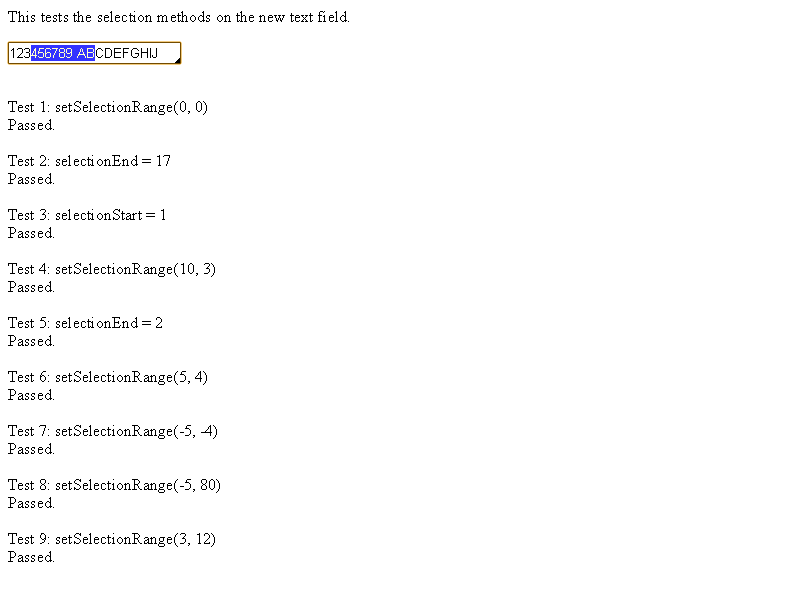 This tests the selection methods on the new text field.
123456789 ABCDEFGHIJ
Test 1: setSelectionRange(0, 0)
Passed.
Test 2: selectionEnd = 17
Passed.
Test 3: selectionStart = 1
Passed.
Test 4: setSelectionRange(10, 3)
Passed.
Test 5: selectionEnd = 2
Passed.
Test 6: setSelectionRange(5, 4)
Passed.
Test 7: setSelectionRange(-5, -4)
Passed.
Test 8: setSelectionRange(-5, 80)
Passed.
Test 9: setSelectionRange(3, 12)
Passed.